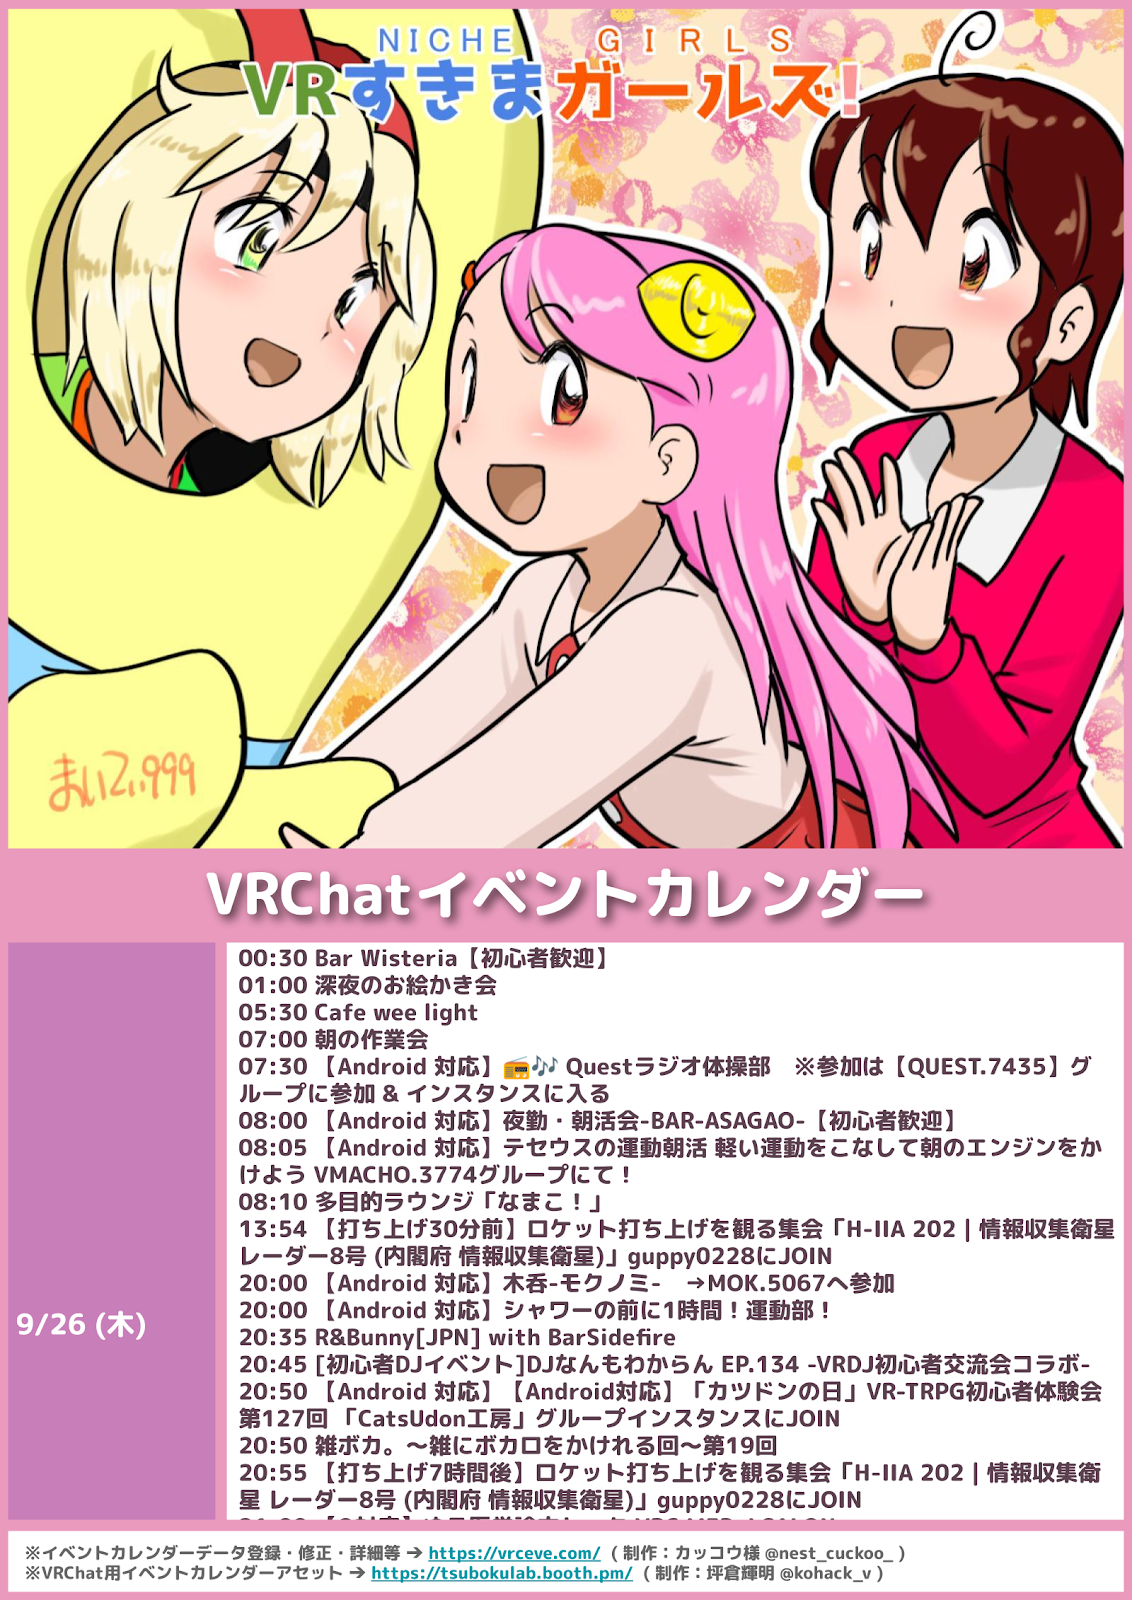 NICHE GIRLS
VRすきまガールズ!
まいこい999
VRChatイベントカレンダー
9/26 (木)
00:30 Bar Wisteria【初心者歓迎】
01:00 深夜のお絵かき会
05:30 Cafe wee light
07:00 朝の作業会
07:30 【Android 対応】📻🎶 Questラジオ体操部　※参加は【QUEST.7435】グ
ループに参加 & インスタンスに入る
08:00 【Android 対応】夜勤・朝活会-BAR-ASAGAO-【初心者歓迎】
08:05 【Android 対応】テセウスの運動朝活 軽い運動をこなして朝のエンジンをか
けよう VMACHO.3774グループにて！
08:10 多目的ラウンジ「なまこ！」
13:54 【打ち上げ30分前】ロケット打ち上げを観る集会「H-IIA 202 | 情報収集衛星
レーダー8号 (内閣府 情報収集衛星)」guppy0228にJOIN
20:00 【Android 対応】木呑-モクノミ-　→MOK.5067へ参加
20:00 【Android 対応】シャワーの前に1時間！運動部！
20:35 R&Bunny[JPN] with BarSidefire
20:45 [初心者DJイベント]DJなんもわからん EP.134 -VRDJ初心者交流会コラボ-
20:50 【Android 対応】【Android対応】「カツドンの日」VR-TRPG初心者体験会
第127回 「CatsUdon工房」グループインスタンスにJOIN
20:50 雑ボカ。～雑にボカロをかけれる回～第19回
20:55 【打ち上げ7時間後】ロケット打ち上げを観る集会「H-IIA 202 | 情報収集衛
星 レーダー8号 (内閣府 情報収集衛星)」guppy0228にJOIN
※イベントカレンダーデータ登録・修正・詳細等 ➔ https://vrceve.com/ ( 制作：カッコウ様 @nest_cuckoo_ )
※VRChat用イベントカレンダーアセット ➔ https://tsubokulab.booth.pm/ ( 制作：坪倉輝明 @kohack_v )